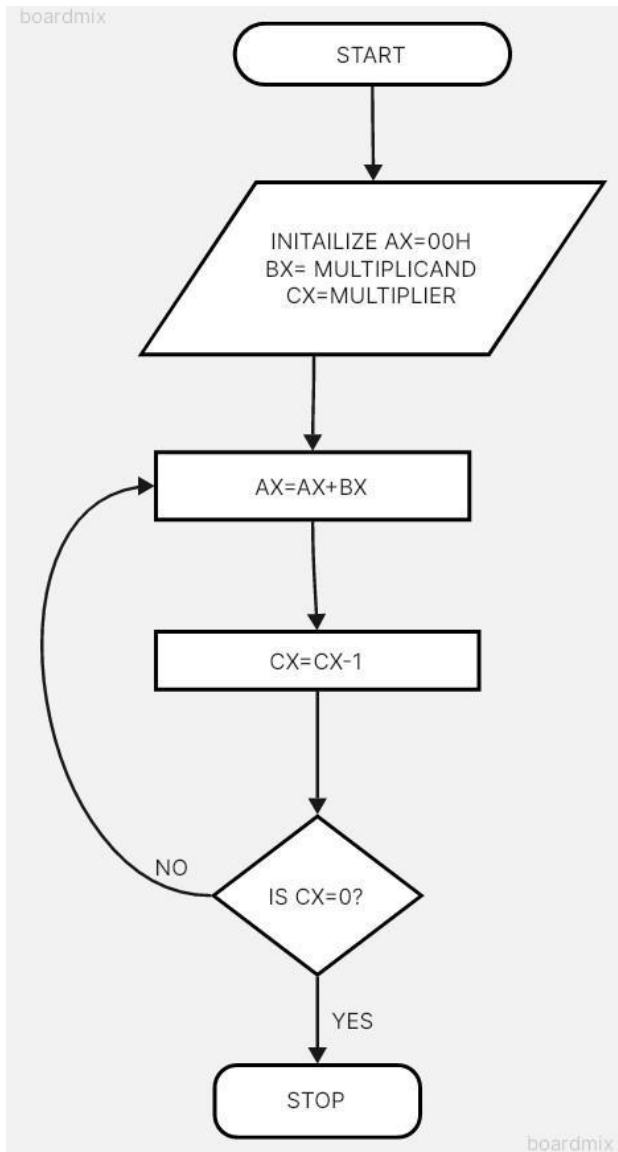 boardmix
START
INITAILIZE AX=00H
BX= MULTIPLICAND
CX=MULTIPLIER
AX=AX+BX
CX=CX-1
NO
IS CX=0?
YES
STOP
boardmix